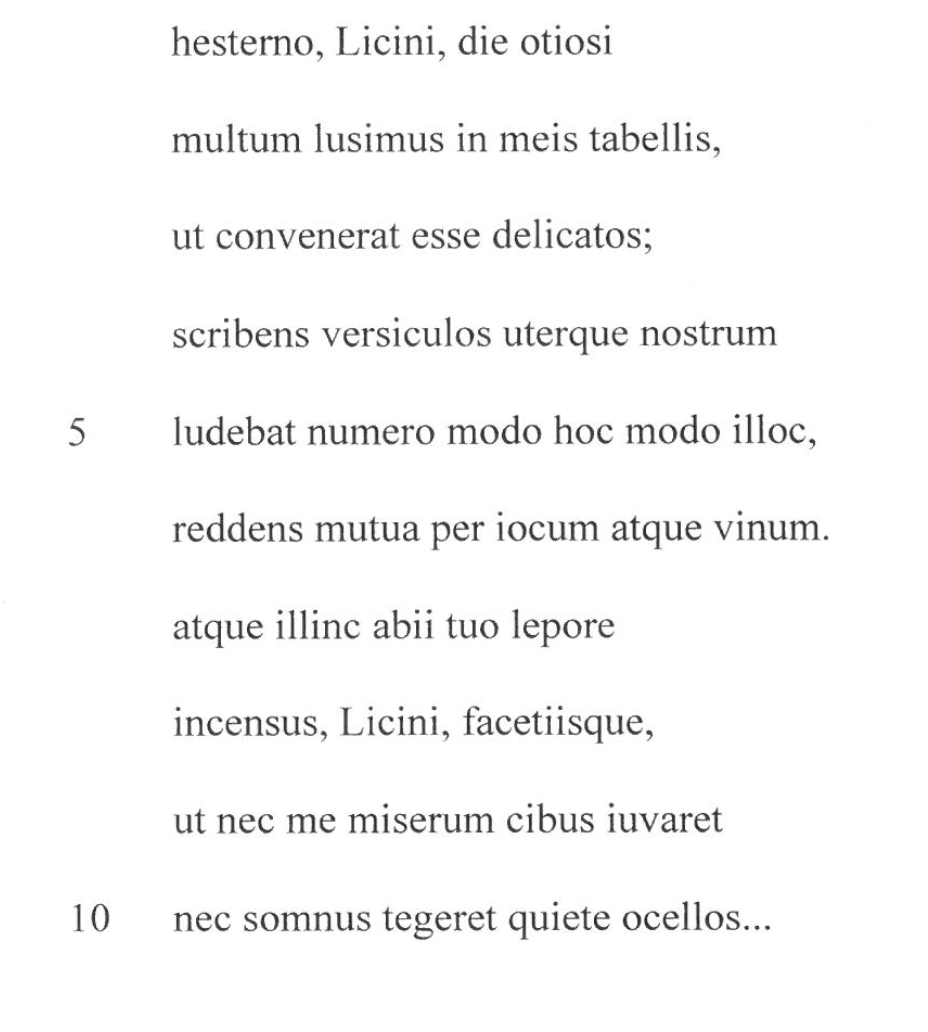 hesterno, Licini, die otiosi
multum lusimus in meis tabellis,
ut convenerat esse delicatos;
scribens versiculos uterque nostrum
5 ludebat numero modo hoc modo illoc,
reddens mutua per iocum atque vinum.
atque illinc abii tuo lepore
incensus, Licini, facetiisque,
ut nec me miserum cibus iuvaret
10 nec somnus tegeret quiete ocellos...